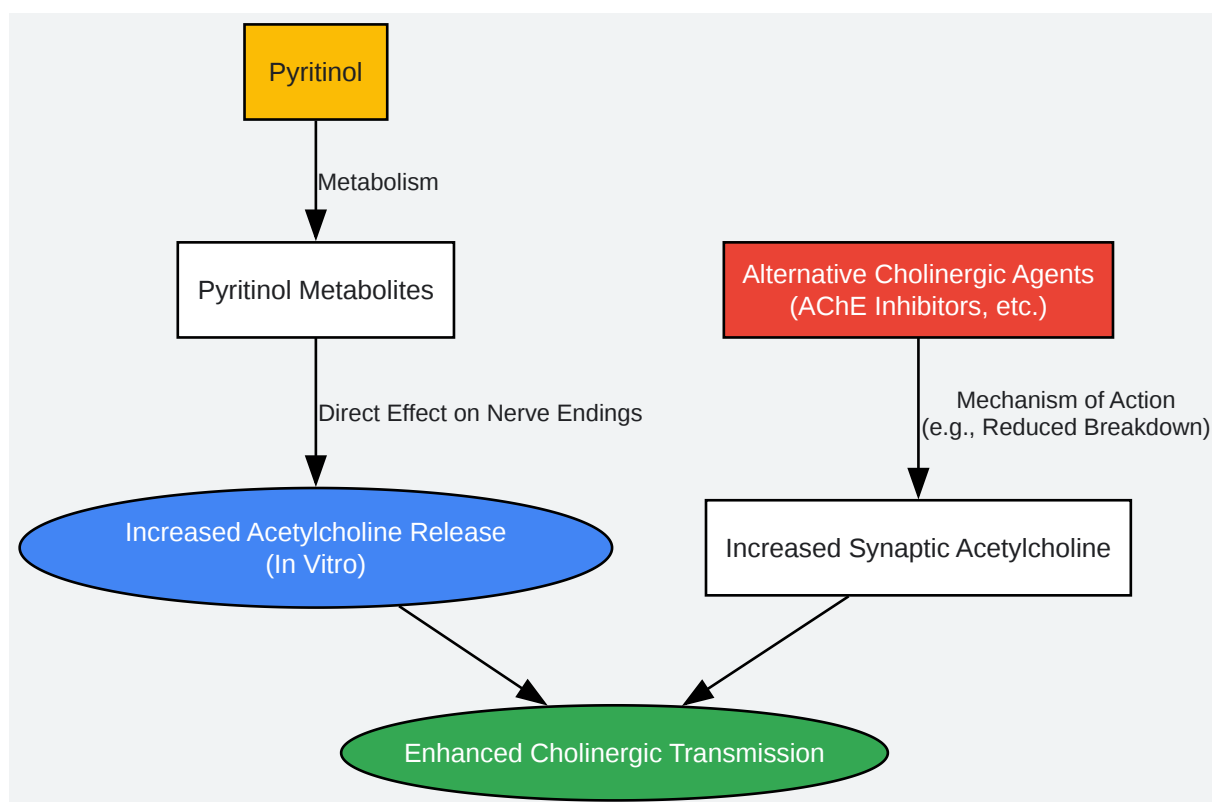 Pyritinol
Metabolism
Pyritinol Metabolites
Alternative Cholinergic Agents
(AChE Inhibitors, etc.)
Direct Effect on Nerve Endings
Mechanism of Action
(e.g., Reduced Breakdown)
Increased Acetylcholine Release
(In Vitro)
Increased Synaptic Acetylcholine
Enhanced Cholinergic Transmission